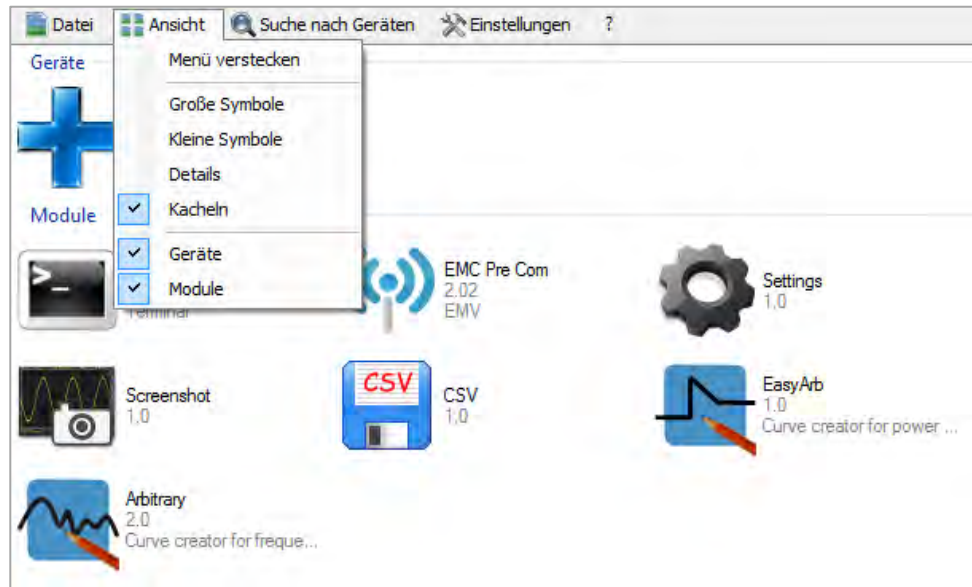 Datei Ansicht Suche nach Geräten Einstellungen ?
Geräte
Menü verstecken
Große Symbole
Kleine Symbole
Details
Kacheln
Geräte
Module
Module
>_
Terminal
EMC Pre Com
2.02
EMV
Settings
1.0
Screenshot
1.0
CSV
CSV
1.0
EasyArb
1.0
Curve creator for power ...
Arbitrary
2.0
Curve creator for freque...